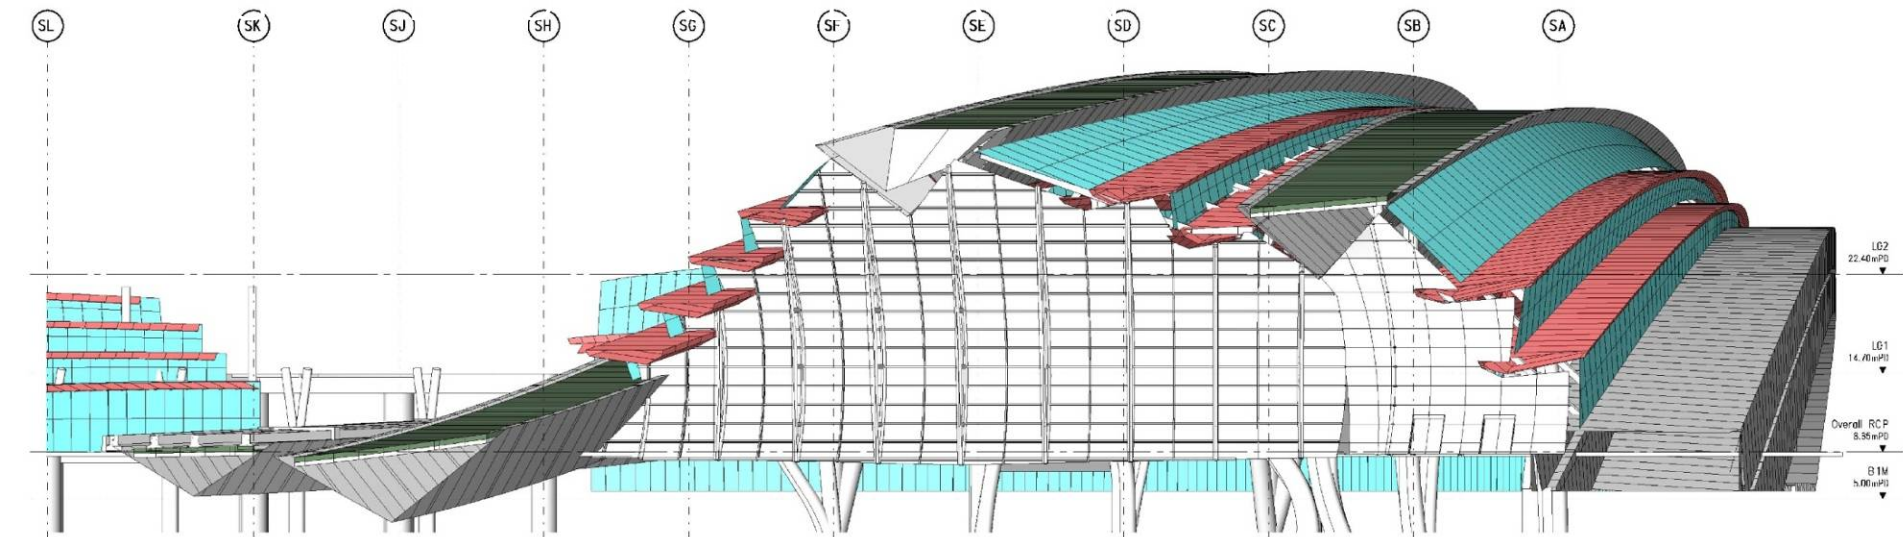 SL
SK
SJ
SH
SG
SF
SE
SD
SC
SB
SA
LG2
22.40mPD
LG1
14.70mPD
Overall RCP
8.95mPD
B1M
5.00mPD